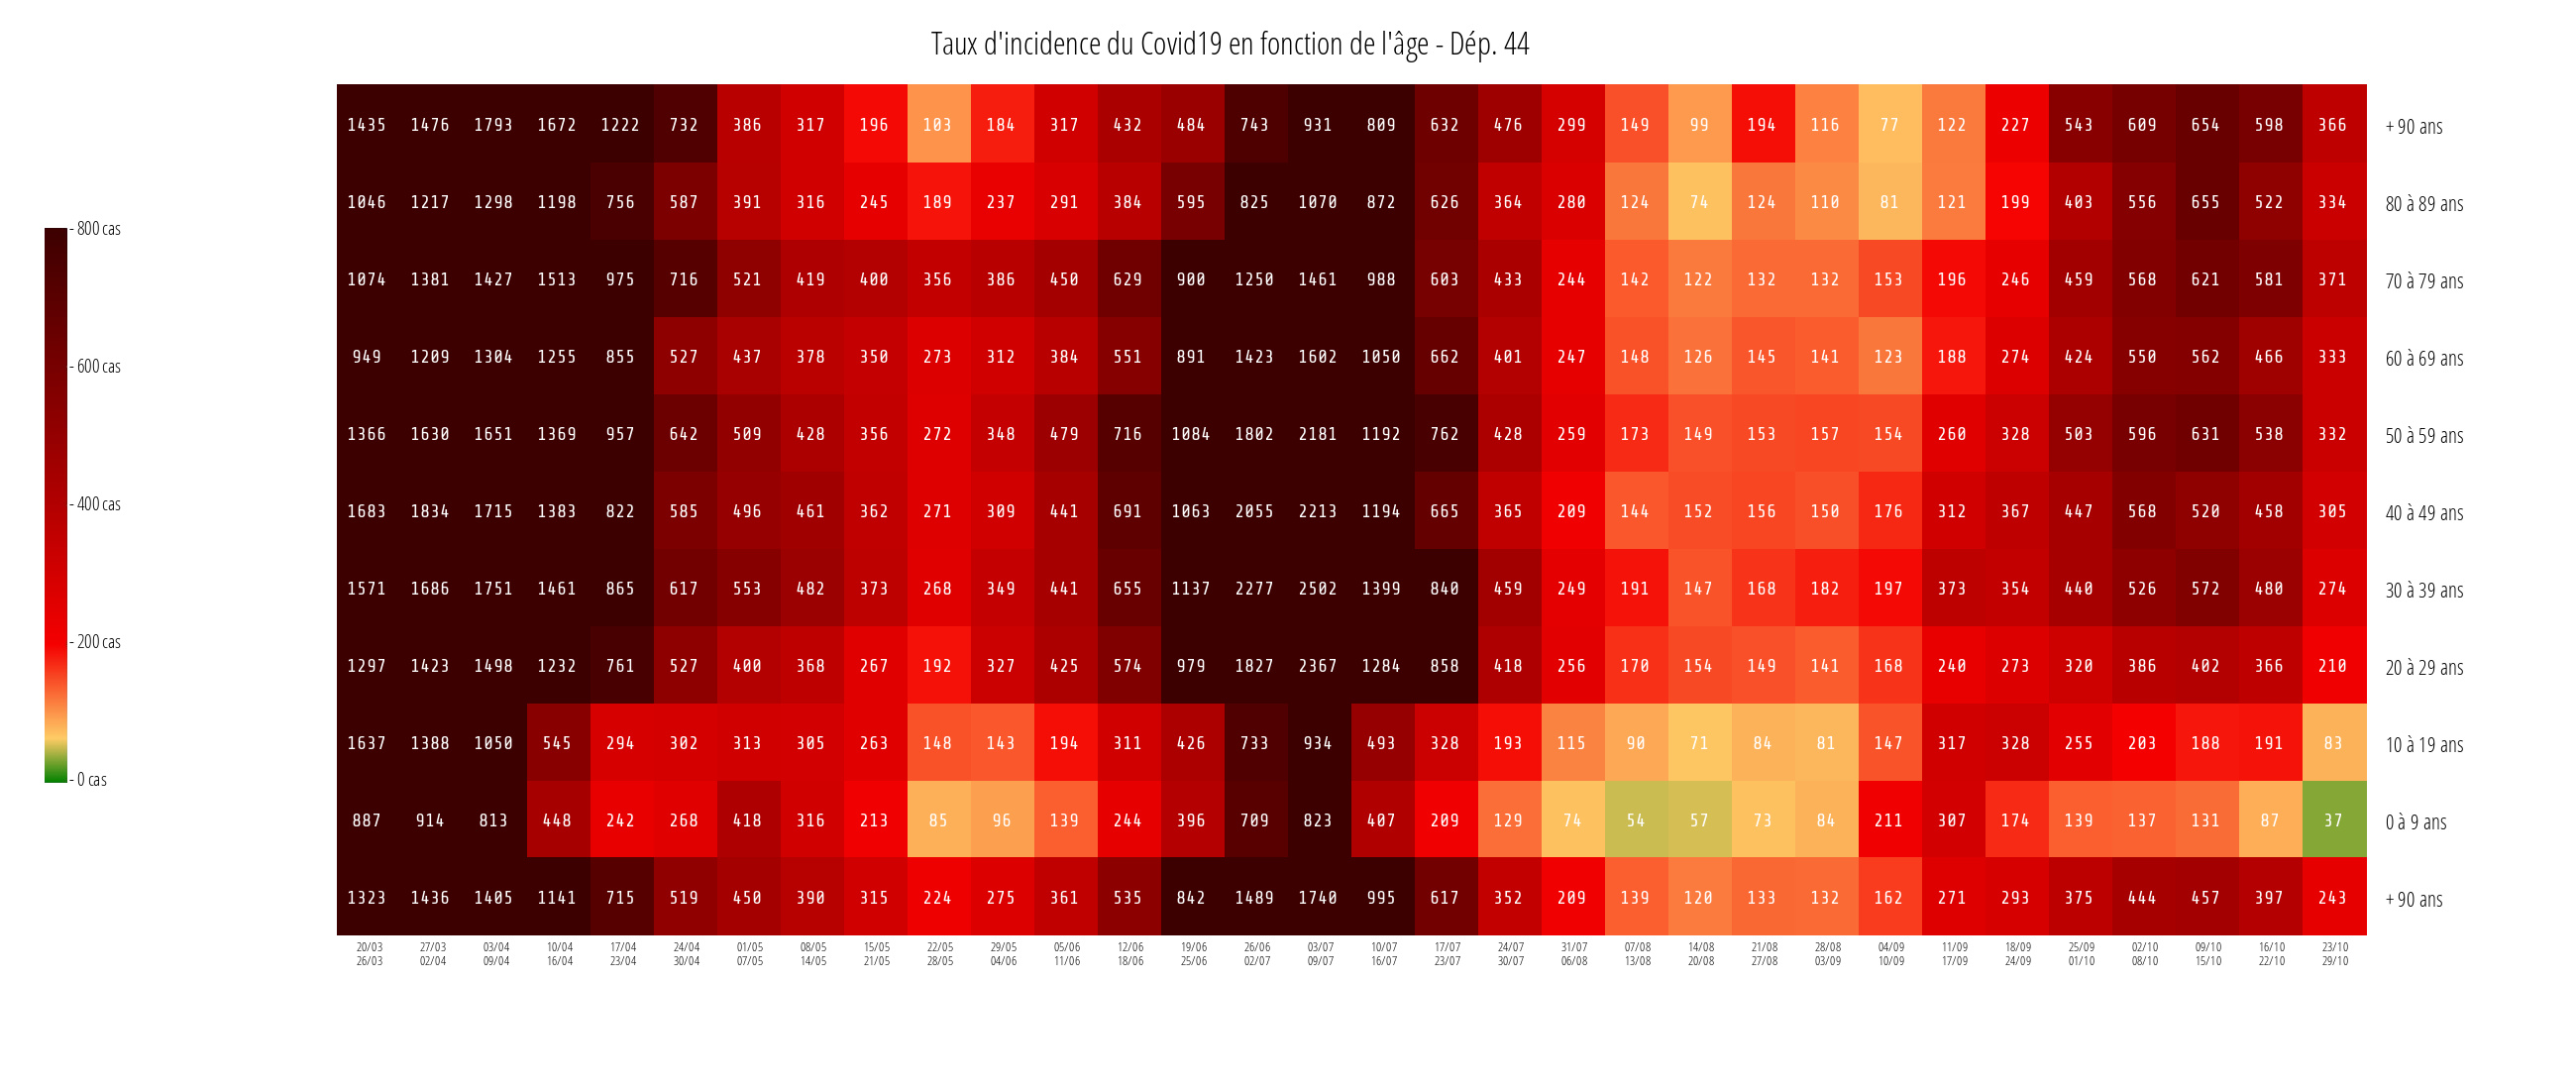 Taux d'incidence du Covid19 en fonction de l'âge - Dép. 44
- 800 cas
- 600 cas
- 400 cas
- 200 cas
- 0 cas
1435 1476 1793 1672 1222 732 386 317 196 103 184 317 432 484 743 931 809 632 476 299 149 99 194 116 77 122 227 543 609 654 598 366 + 90 ans
1046 1217 1298 1198 756 587 391 316 245 189 237 291 384 595 825 1070 872 626 364 280 124 74 124 110 81 121 199 403 556 655 522 334 80 à 89 ans
1074 1381 1427 1513 975 716 521 419 400 356 386 450 629 900 1250 1461 988 603 433 244 142 122 132 132 153 196 246 459 568 621 581 371 70 à 79 ans
949 1209 1304 1255 855 527 437 378 350 273 312 384 551 891 1423 1602 1050 662 401 247 148 126 145 141 123 188 274 424 550 562 466 333 60 à 69 ans
1366 1630 1651 1369 957 642 509 428 356 272 348 479 716 1084 1802 2181 1192 762 428 259 173 149 153 157 154 260 328 503 596 631 538 332 50 à 59 ans
1683 1834 1715 1383 822 585 496 461 362 271 309 441 691 1063 2055 2213 1194 665 365 209 144 152 156 150 176 312 367 447 568 520 458 305 40 à 49 ans
1571 1686 1751 1461 865 617 553 482 373 268 349 441 655 1137 2277 2502 1399 840 459 249 191 147 168 182 197 373 354 440 526 572 480 274 30 à 39 ans
1297 1423 1498 1232 761 527 400 368 267 192 327 425 574 979 1827 2367 1284 858 418 256 170 154 149 141 168 240 273 320 386 402 366 210 20 à 29 ans
1637 1388 1050 545 294 302 313 305 263 148 143 194 311 426 733 934 493 328 193 115 90 71 84 81 147 317 328 255 203 188 191 83 10 à 19 ans
887 914 813 448 242 268 418 316 213 85 96 139 244 396 709 823 407 209 129 74 54 57 73 84 211 307 174 139 137 131 87 37 0 à 9 ans
1323 1436 1405 1141 715 519 450 390 315 224 275 361 535 842 1489 1740 995 617 352 209 139 120 133 132 162 271 293 375 444 457 397 243 + 90 ans
20/03 27/03 03/04 10/04 17/04 24/04 01/05 08/05 15/05 22/05 29/05 05/06 12/06 19/06 26/06 03/07 10/07 17/07 24/07 31/07 07/08 14/08 21/08 28/08 04/09 11/09 18/09 25/09 02/10 09/10 16/10 23/10
26/03 02/04 09/04 16/04 23/04 30/04 07/05 14/05 21/05 28/05 04/06 11/06 18/06 25/06 02/07 09/07 16/07 23/07 30/07 06/08 13/08 20/08 27/08 03/09 10/09 17/09 24/09 01/10 08/10 15/10 22/10 29/10